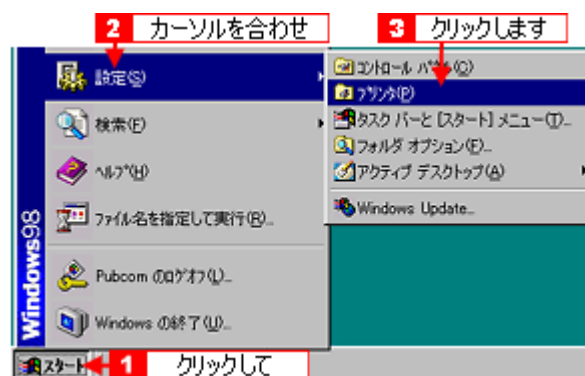 2 カーソルを合わせ
3 クリックします
設定(S)
検索(F)
ヘルプ(H)
ファイル名を指定して実行(R)...
Pubcom のログオフ(L)...
Windows の終了(U)...
Windows98
コントロール パネル(C)
プリンタ(P)
タスク バーと [スタート] メニュー(T)...
フォルダ オプション(F)...
アクティブ デスクトップ(A)
Windows Update...
スタート
1 クリックして